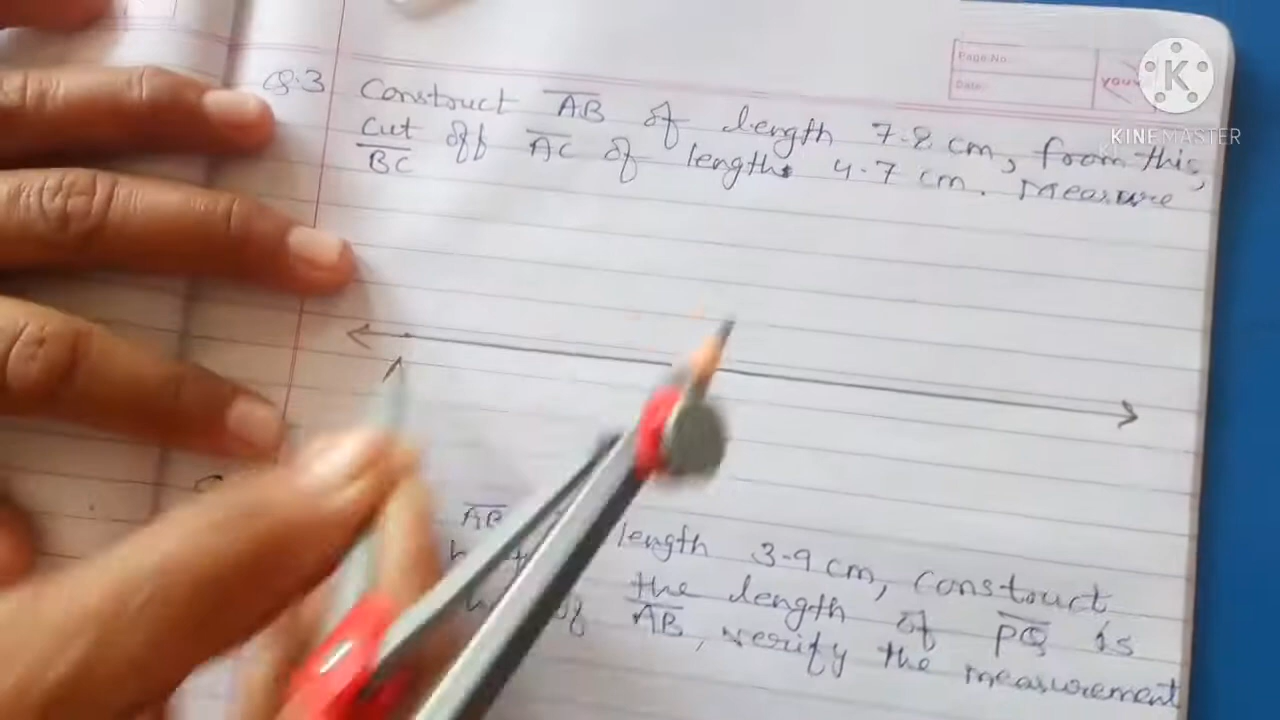 Page No.
Date
YOUV
KINEMASTER
Q.3 Construct AB of length 7.8 cm, from this,
cut off AC of length 4.7 cm. Measure
BC
AB length 3.9 cm, construct
the length of PQ is
of AB, verify the measurement